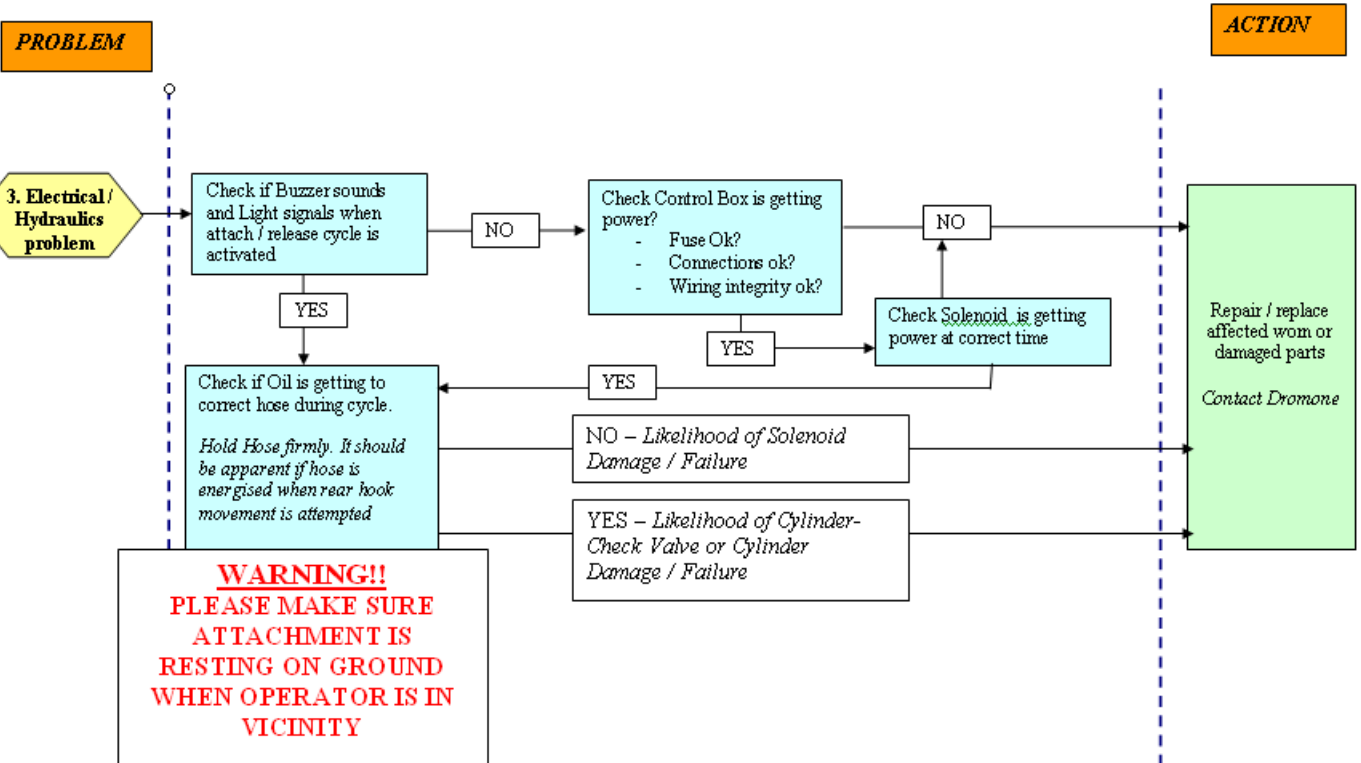 PROBLEM
ACTION
3. Electrical /
Hydraulics
problem
Check if Buzzer sounds
and Light signals when
attach / release cycle is
activated
NO
Check Control Box is getting
power?
- Fuse Ok?
- Connections ok?
- Wiring integrity ok?
NO
YES
YES
Check Solenoid is getting
power at correct time
YES
Check if Oil is getting to
correct hose during cycle.
Hold Hose firmly. It should
be apparent if hose is
energised when rear hook
movement is attempted
NO – Likelihood of Solenoid
Damage / Failure
YES – Likelihood of Cylinder-
Check Valve or Cylinder
Damage / Failure
Repair / replace
affected worn or
damaged parts
Contact Dromone
WARNING!!
PLEASE MAKE SURE
ATTACHMENT IS
RESTING ON GROUND
WHEN OPERATOR IS IN
VICINITY